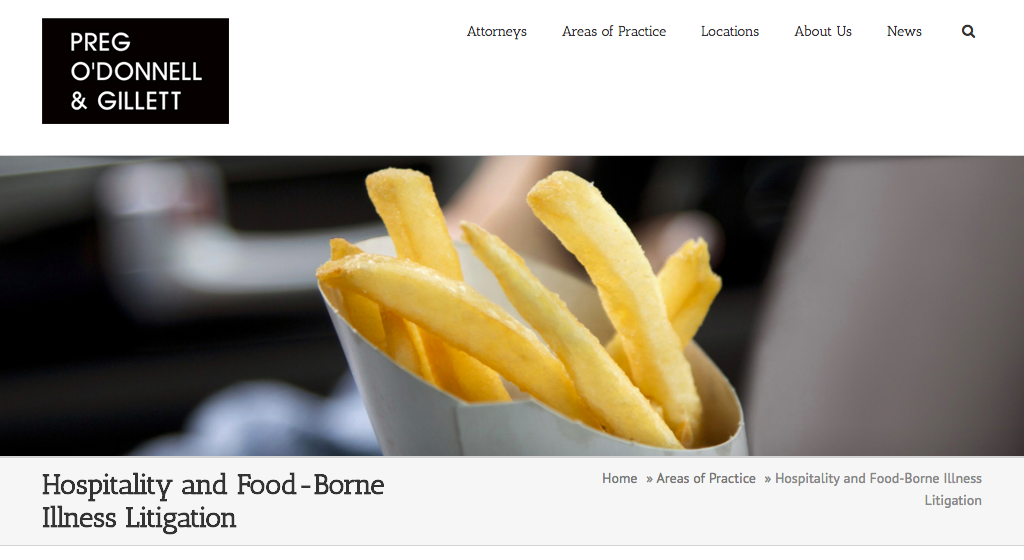 PREG
O'DONNELL
& GILLETT
Attorneys Areas of Practice Locations About Us News
Hospitality and Food-Borne
Illness Litigation
Home » Areas of Practice » Hospitality and Food-Borne Illness
Litigation